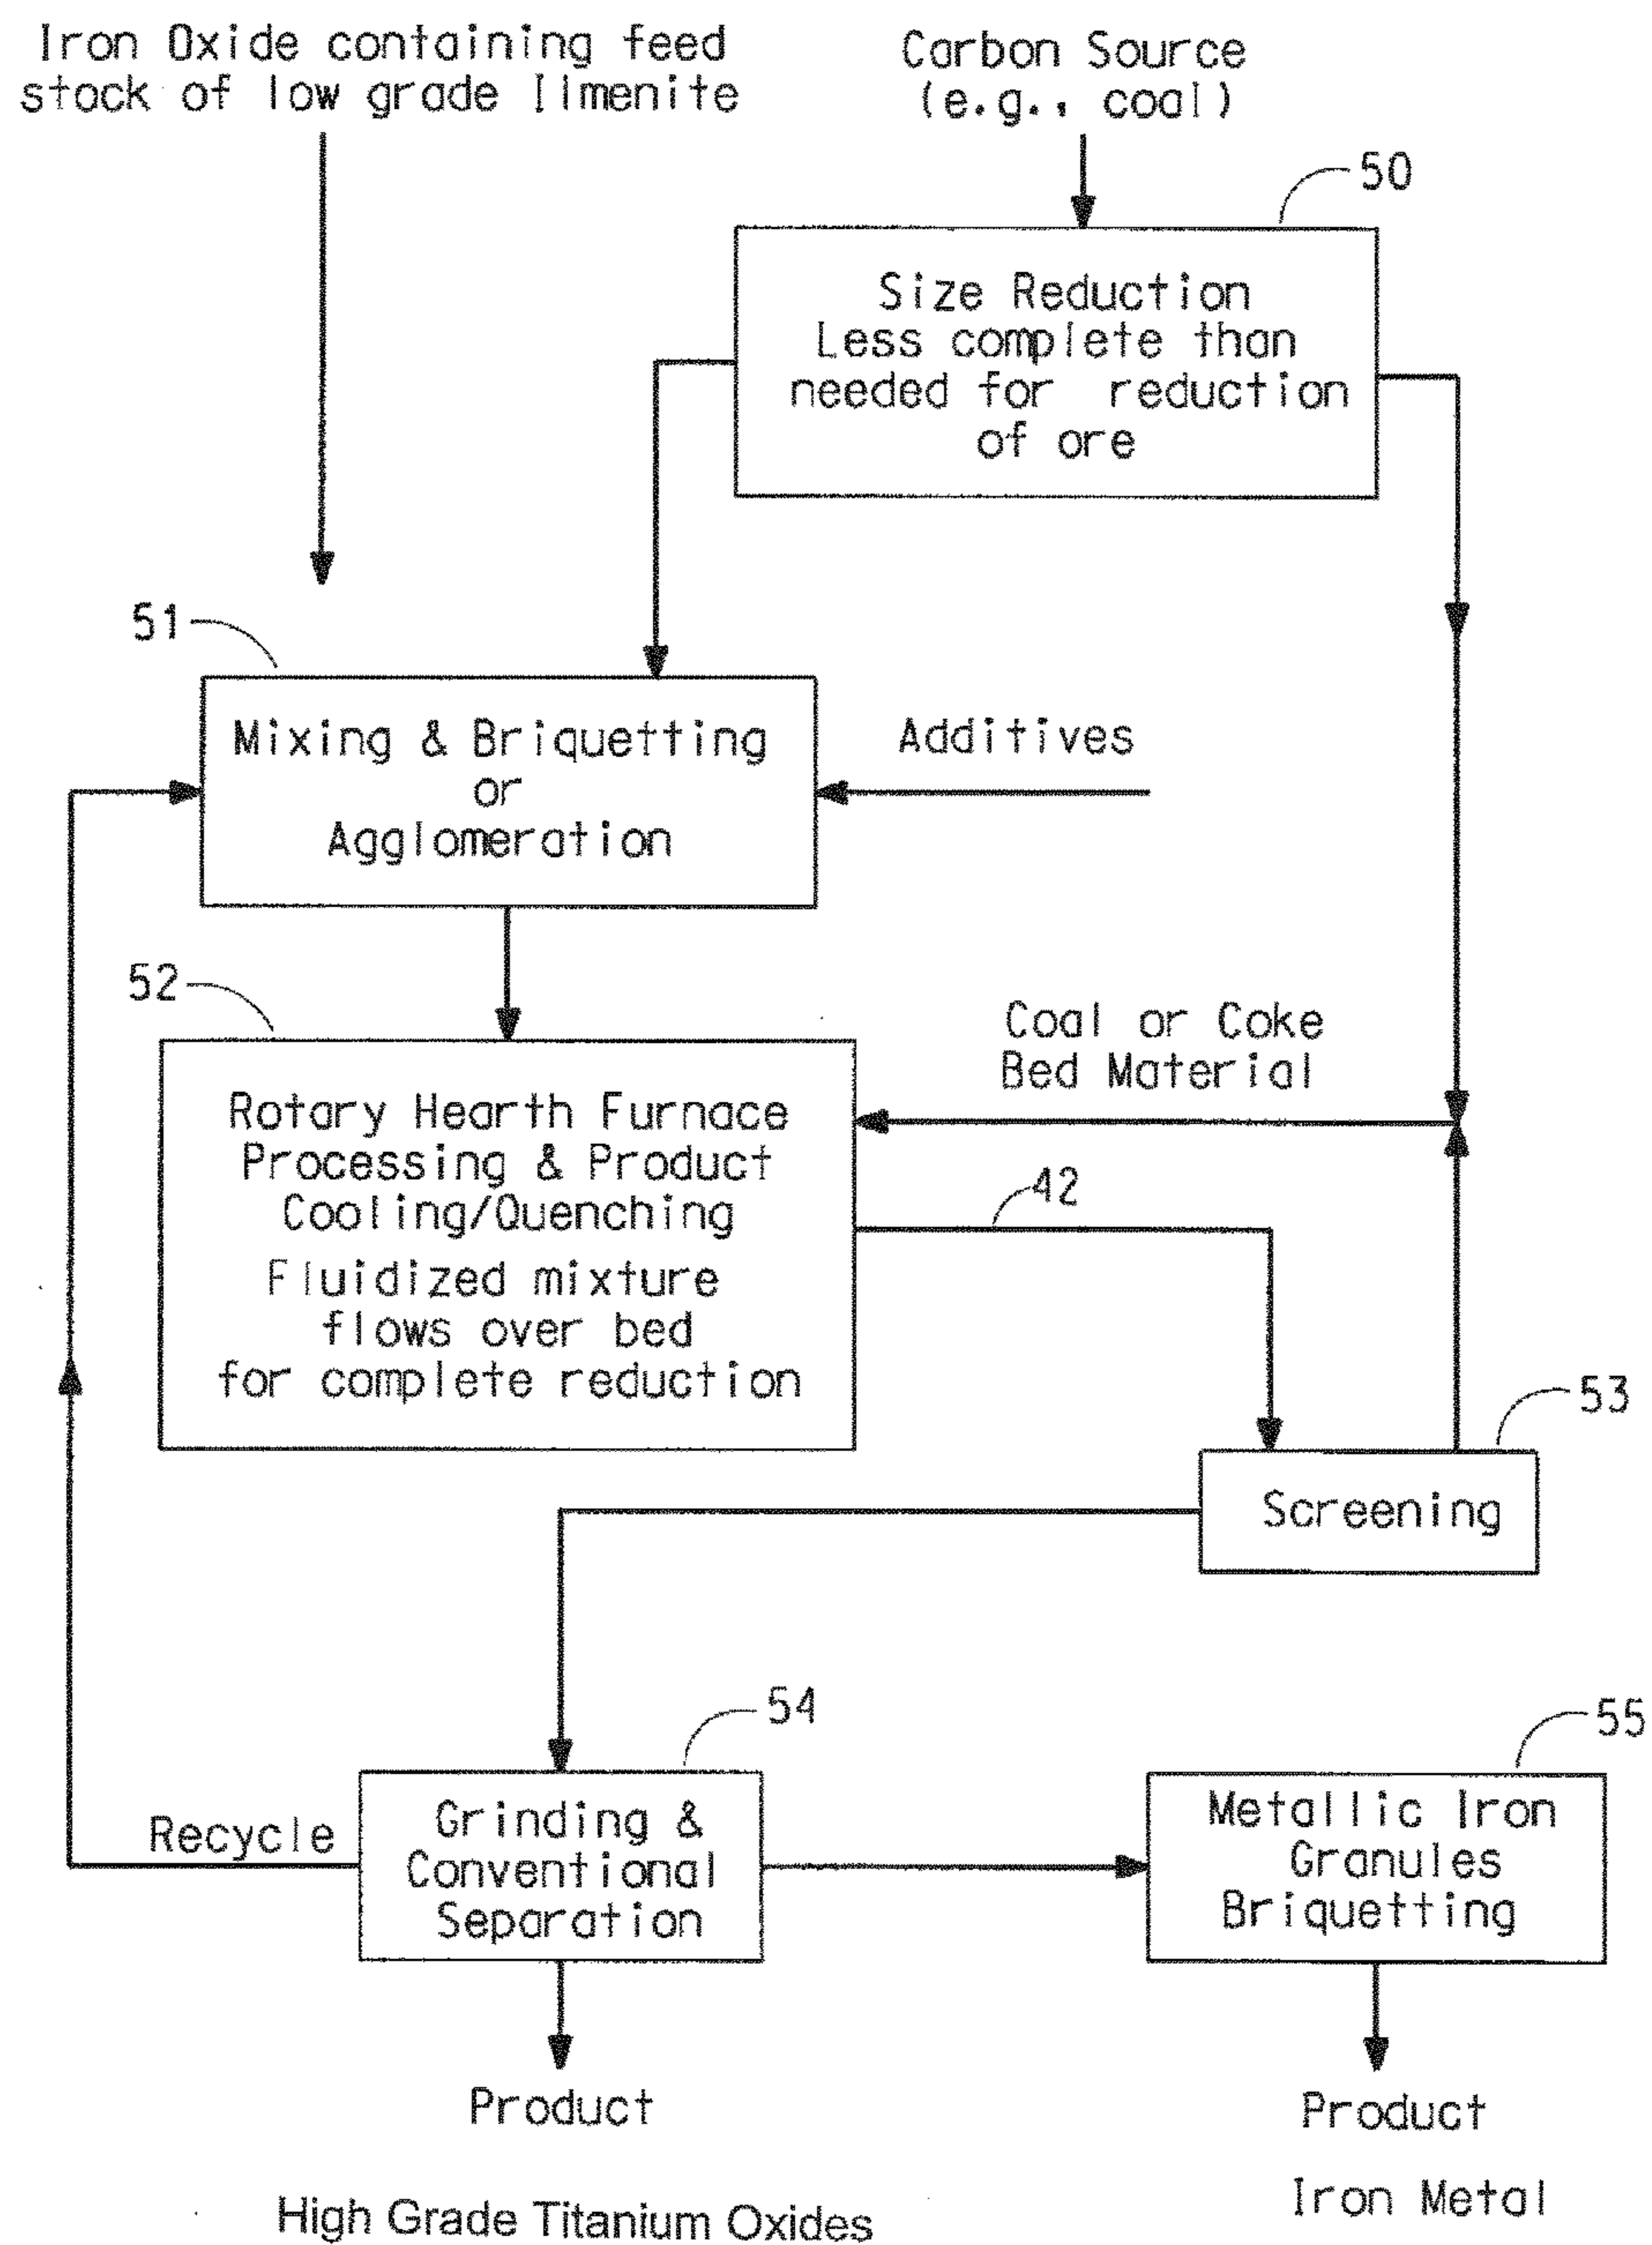 Iron Oxide containing feed
stock of low grade Ilmenite
Carbon Source
(e.g., coal)
50
Size Reduction
Less complete than
needed for reduction
of ore
51
Mixing & Briquetting
or
Agglomeration
Additives
52
Rotary Hearth Furnace
Processing & Product
Cooling/Quenching
Fluidized mixture
flows over bed
for complete reduction
Coal or Coke
Bed Material
42
53
Screening
54
Grinding &
Conventional
Separation
Recycle
55
Metallic Iron
Granules
Briquetting
Product
High Grade Titanium Oxides
Product
Iron Metal